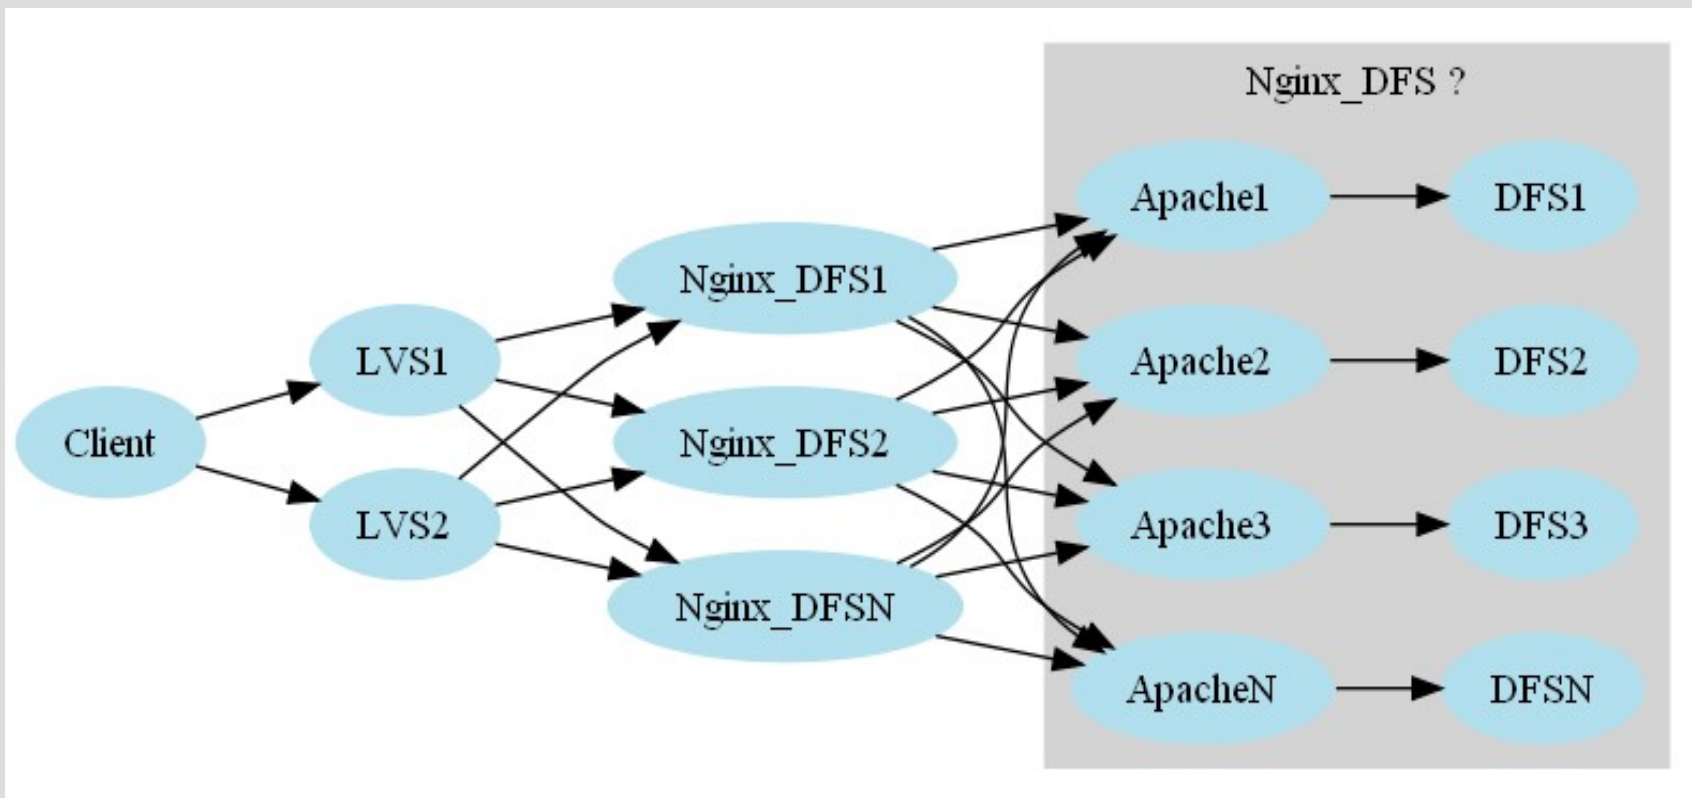 Nginx_DFS ?
Client
LVS1
LVS2
Nginx_DFS1
Nginx_DFS2
Nginx_DFSN
Apache1
DFS1
Apache2
DFS2
Apache3
DFS3
ApacheN
DFSN